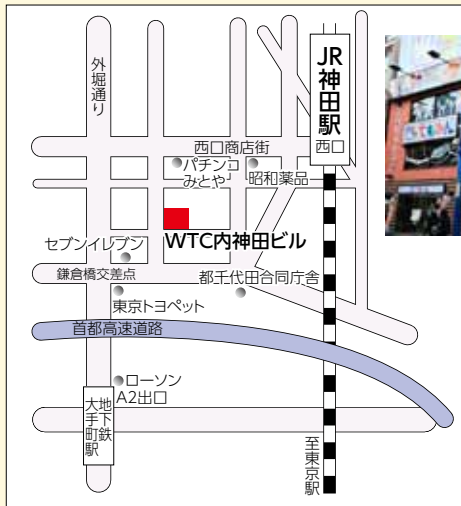 外堀通り
JR神田駅
西口
西口商店街
パチンコ
みとや
昭和薬品
WTC内神田ビル
セブンイレブン
鎌倉橋交差点
都千代田合同庁舎
東京トヨペット
首都高速道路
ローソン
A2出口
地下鉄
大手町駅
至東京駅